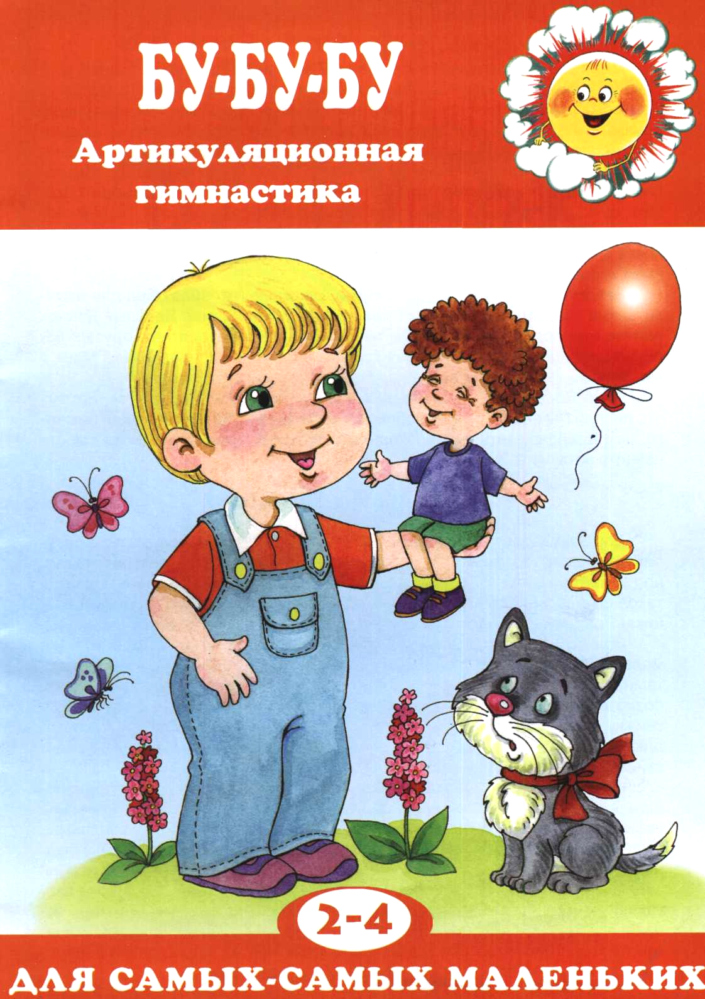 БУ-БУ-БУ
Артикуляционная
гимнастика
2-4
ДЛЯ САМЫХ-САМЫХ МАЛЕНЬКИХ